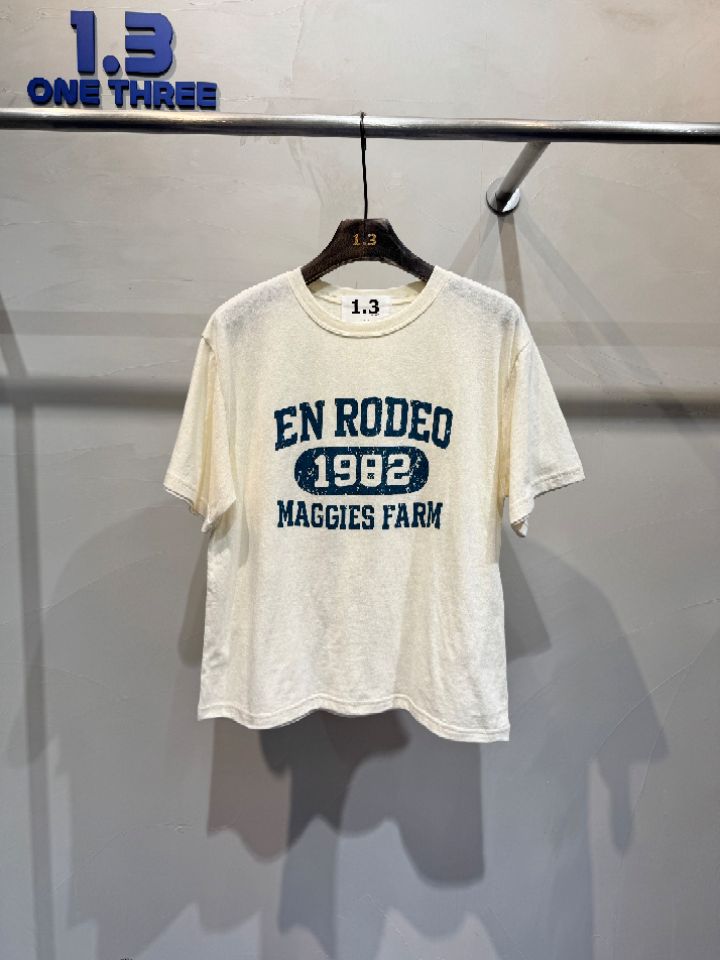 1.3
ONE THREE
1.3
1.3
EN RODEO
1982
MAGGIES FARM